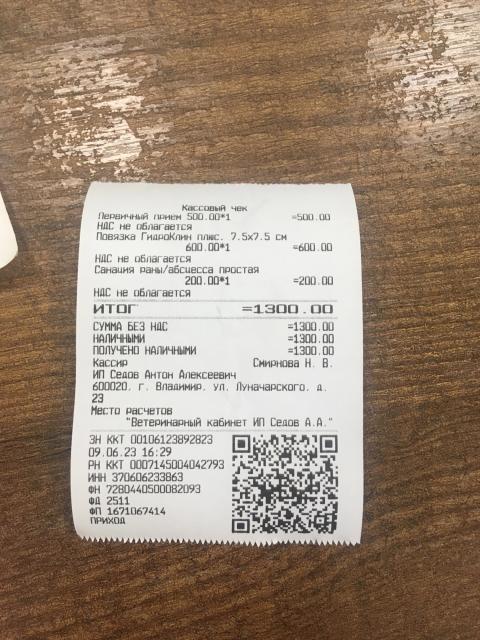 Кассовый чек
Первичный прием 500.00*1 =500.00
НДС не облагается
Повязка ГидроКлин плюс. 7.5х7.5 см
600.00*1 =600.00
НДС не облагается
Санация раны/абсцесса простая
200.00*1 =200.00
НДС не облагается
ИТОГ =1300.00
СУММА БЕЗ НДС =1300.00
НАЛИЧНЫМИ =1300.00
ПОЛУЧЕНО НАЛИЧНЫМИ =1300.00
Кассир Смирнова Н. В.
ИП Седов Антон Алексеевич
600020, г. Владимир, ул. Луначарского, д.
23
Место расчетов
"Ветеринарный кабинет ИП Седов А.А."
ЗН ККТ 00106123892823
09.06.23 16:29
РН ККТ 0007145004042793
ИНН 370606233863
ФН 7280440500082093
ФД 2511
ФП 1671067414
ПРИХОД